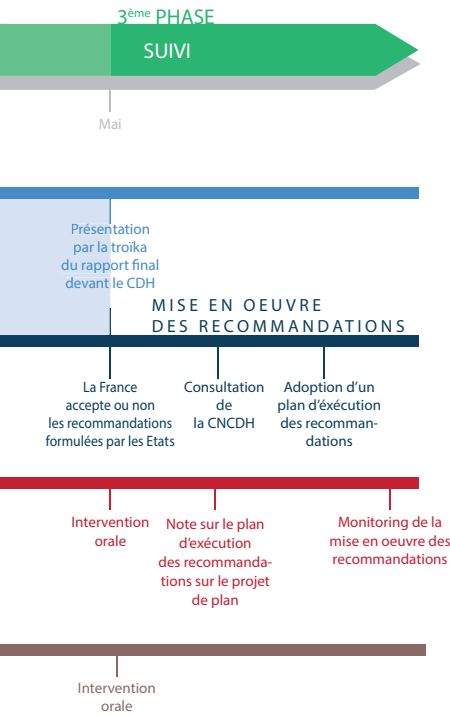 3ème PHASE
SUIVI
Mai
Présentation
par la troïka
du rapport final
devant le CDH
MISE EN OEUVRE
DES RECOMMANDATIONS
La France
accepte ou non
les recommandations
formulées par les Etats
Consultation
de
la CNCDH
Adoption d'un
plan d'éxécution
des recomman-
dations
Intervention
orale
Note sur le plan
d'exécution
des recommanda-
tions sur le projet
de plan
Monitoring de la
mise en oeuvre des
recommandations
Intervention
orale